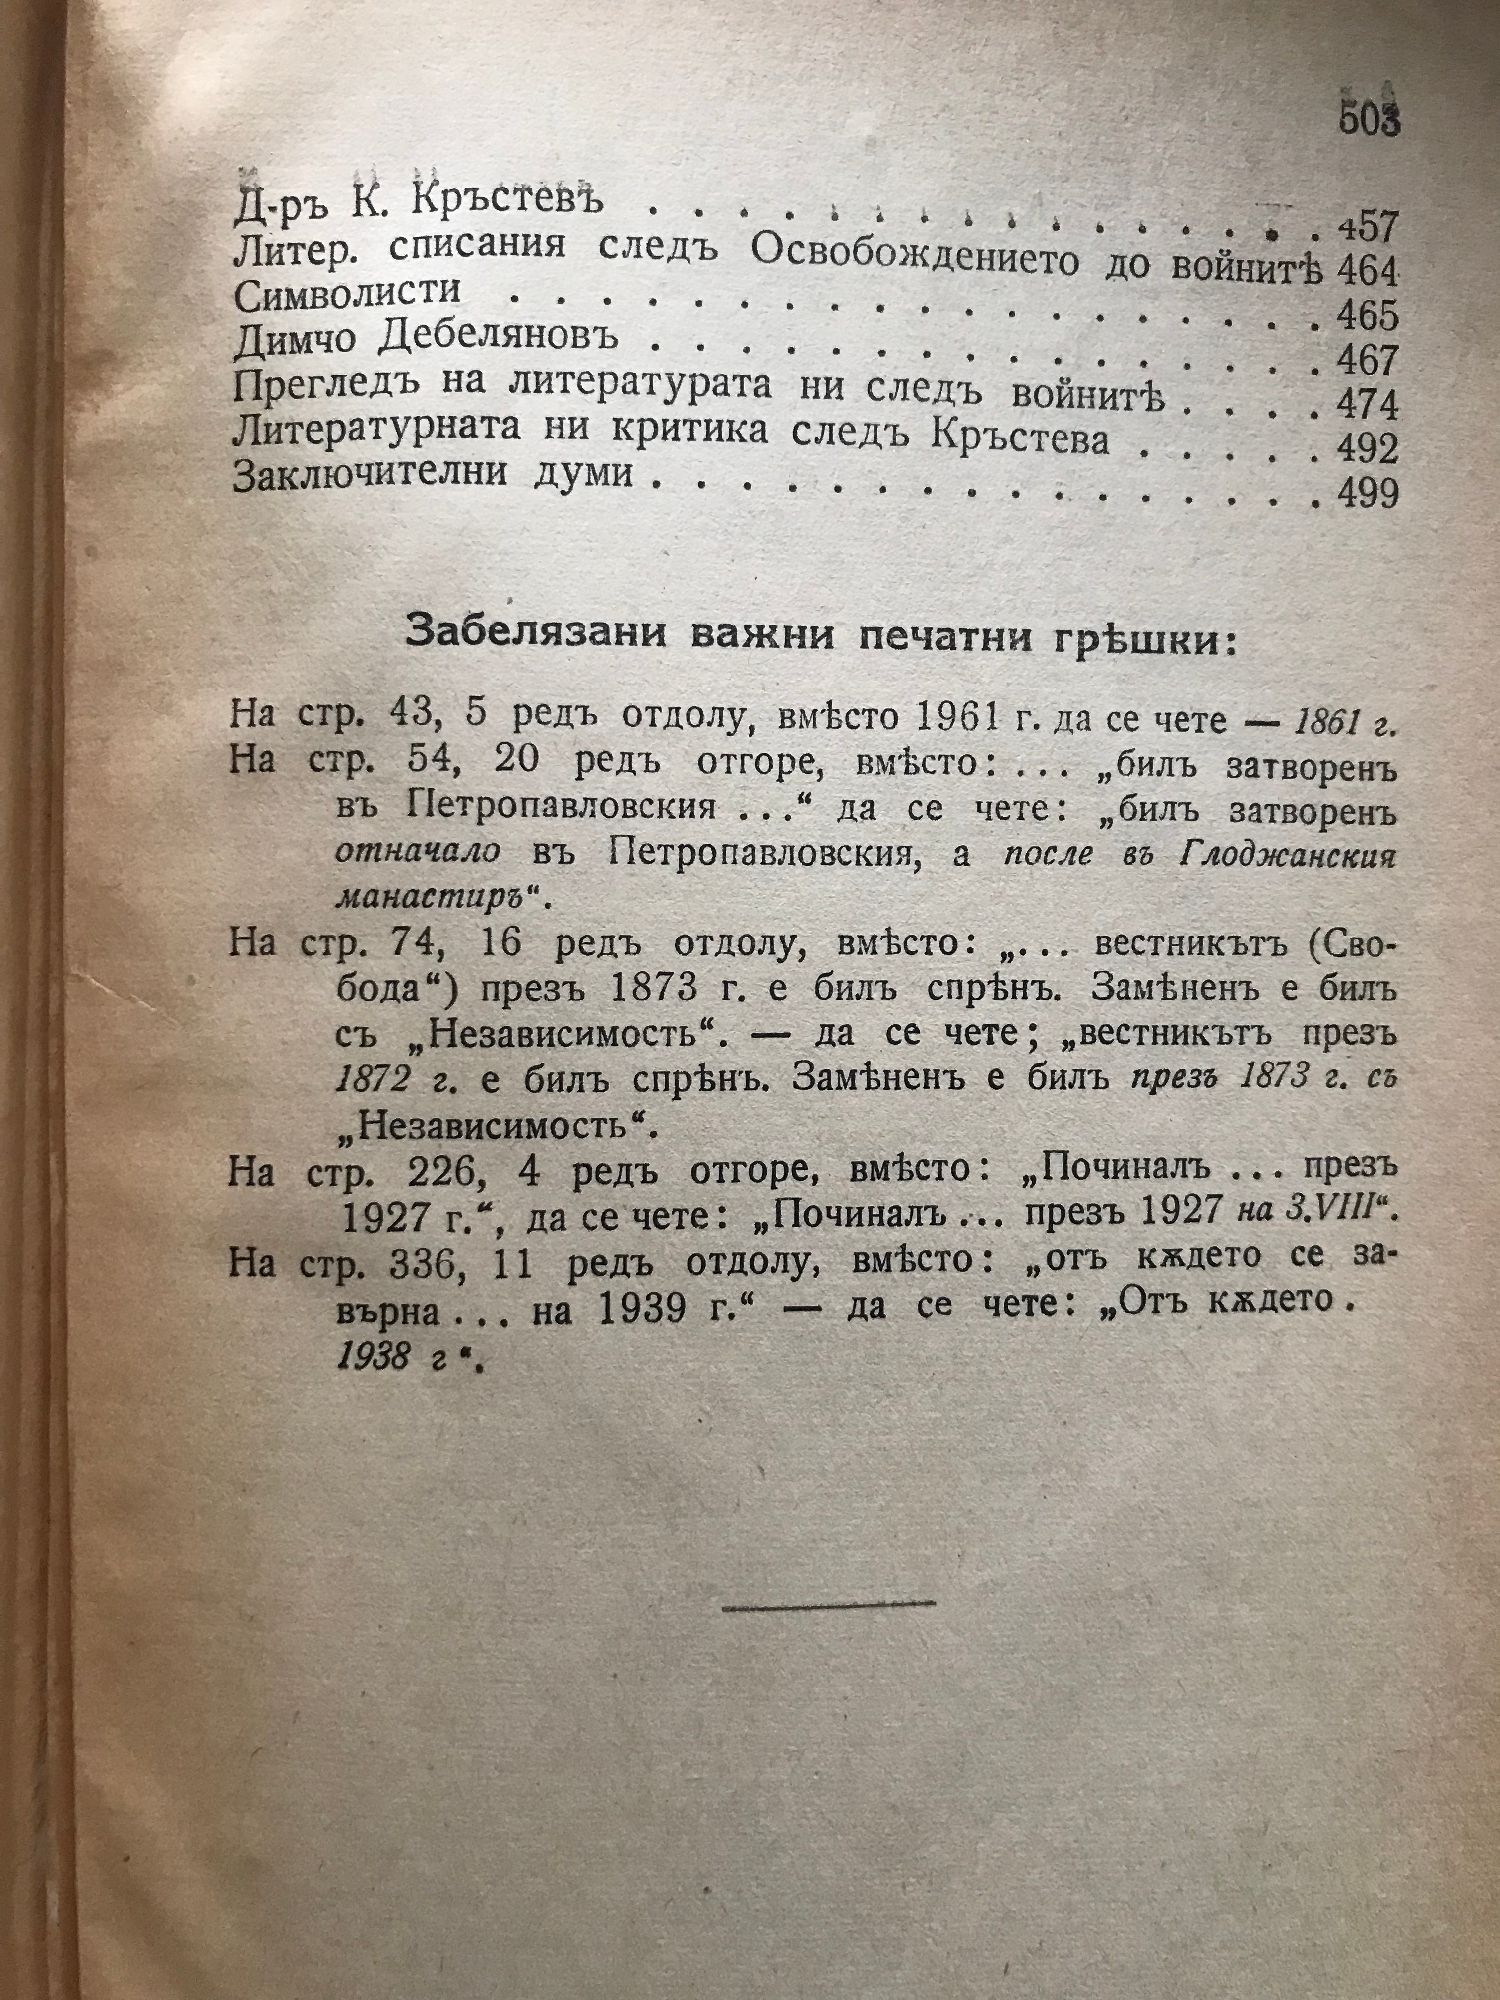 503
Д-ръ К. Кръстевъ . . . . . . . . . . . . . . . . 457
Литер. списания следъ Освобождението до войнитѣ 464
Символисти . . . . . . . . . . . . . . . . . . . 465
Димчо Дебеляновъ . . . . . . . . . . . . . . . . 467
Прегледъ на литературата ни следъ войнитѣ . . . . 474
Литературната ни критика следъ Кръстева . . . . . 492
Заключителни думи . . . . . . . . . . . . . . . . 499
Забелязани важни печатни грѣшки:
На стр. 43, 5 редъ отдолу, вмѣсто 1961 г. да се чете — 1861 г.
На стр. 54, 20 редъ отгоре, вмѣсто: ... „билъ затворенъ
въ Петропавловския ...“ да се чете: „билъ затворенъ
отначало въ Петропавловския, а после въ Глоджанския
манастиръ“.
На стр. 74, 16 редъ отдолу, вмѣсто: „... вестникътъ (Сво-
бода“) презъ 1873 г. е билъ спрѣнъ. Замѣненъ е билъ
съ „Независимость“. — да се чете; „вестникътъ презъ
1872 г. е билъ спрѣнъ. Замѣненъ е билъ презъ 1873 г. съ
„Независимость“.
На стр. 226, 4 редъ отгоре, вмѣсто: „Починалъ ... презъ
1927 г.“, да се чете: „Починалъ ... презъ 1927 на 3.VIII“.
На стр. 336, 11 редъ отдолу, вмѣсто: „отъ кѫдето се за-
върна ... на 1939 г.“ — да се чете: „Отъ кѫдето .
1938 г “.